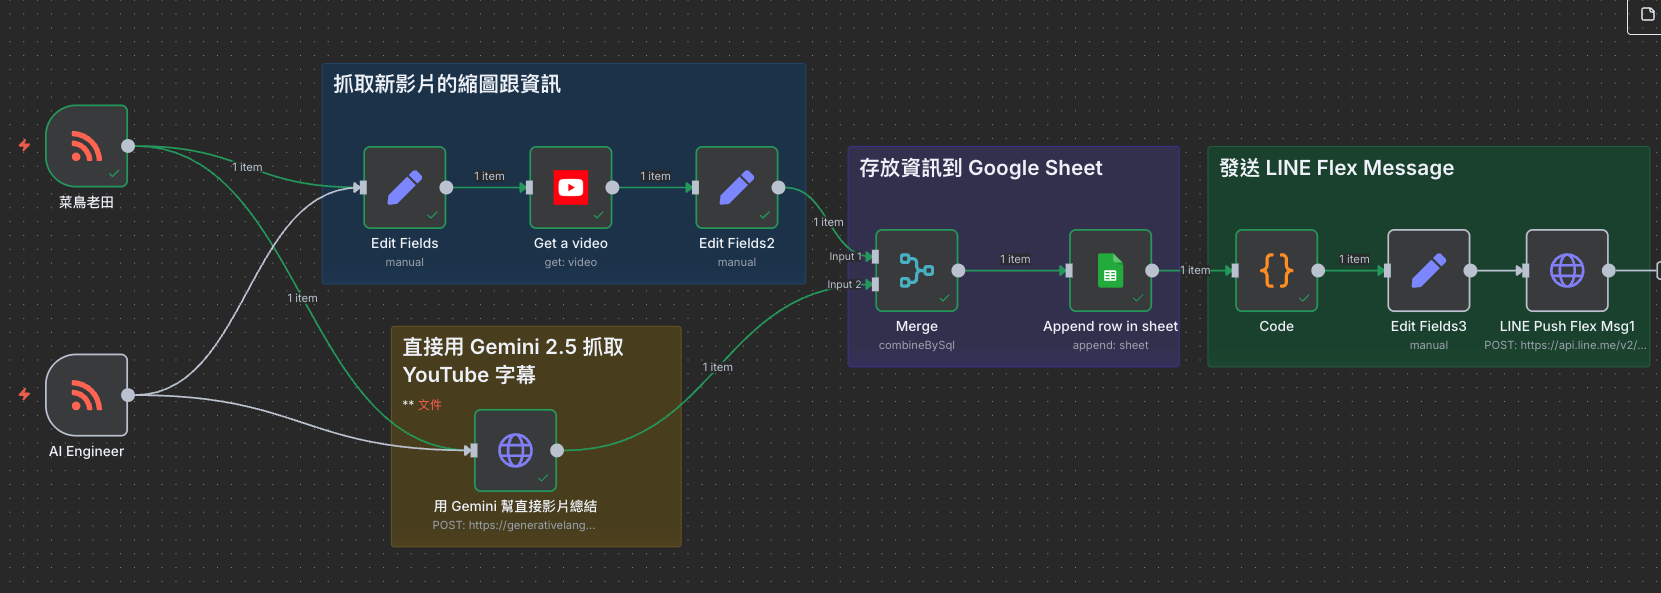 抓取新影片的縮圖跟資訊
菜鳥老田
1 item
Edit Fields
manual
1 item
Get a video
get: video
1 item
Edit Fields2
manual
1 item
1 item
AI Engineer
直接用 Gemini 2.5 抓取
YouTube 字幕
** 文件
用 Gemini 幫直接影片總結
POST: https://generativelang...
1 item
存放資訊到 Google Sheet
Input 1
Input 2
Merge
combineBySql
1 item
Append row in sheet
append: sheet
1 item
發送 LINE Flex Message
{}
Code
1 item
Edit Fields3
manual
LINE Push Flex Msg1
POST: https://api.line.me/v2/...